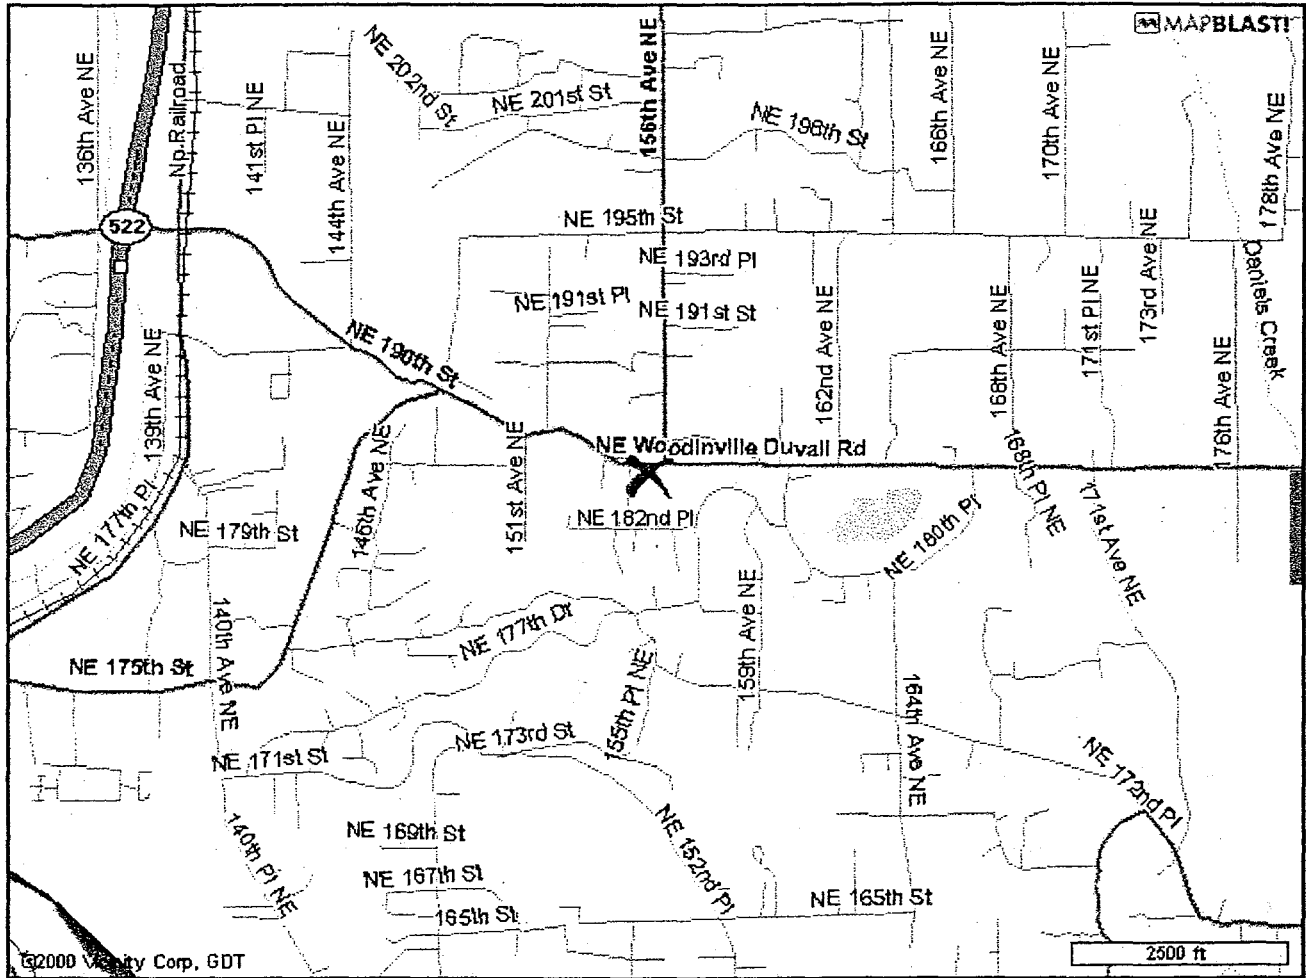 MAPBLAST!
NE 202nd St
156th Ave NE
136th Ave NE
Np Railroad
141st Pl NE
144th Ave NE
NE 201st St
NE 198th St
166th Ave NE
170th Ave NE
178th Ave NE
522
NE 195th St
NE 193rd Pl
NE 191st Pl
NE 191st St
162nd Ave NE
168th Ave NE
171st Pl NE
173rd Ave NE
Daniels Creek
176th Ave NE
NE 190th St
139th Ave NE
146th Ave NE
151st Ave NE
NE Woodinville Duvall Rd
NE 177th Pl
NE 179th St
NE 182nd Pl
NE 180th Pl
168th Pl NE
171st Ave NE
140th Ave NE
NE 177th Dr
159th Ave NE
NE 175th St
155th Pl NE
164th Ave NE
NE 171st St
NE 173rd St
NE 172nd Pl
140th Pl NE
NE 169th St
NE 167th St
165th St
NE 152nd Pl
NE 165th St
©2000 Vicinity Corp, GDT
2500 ft